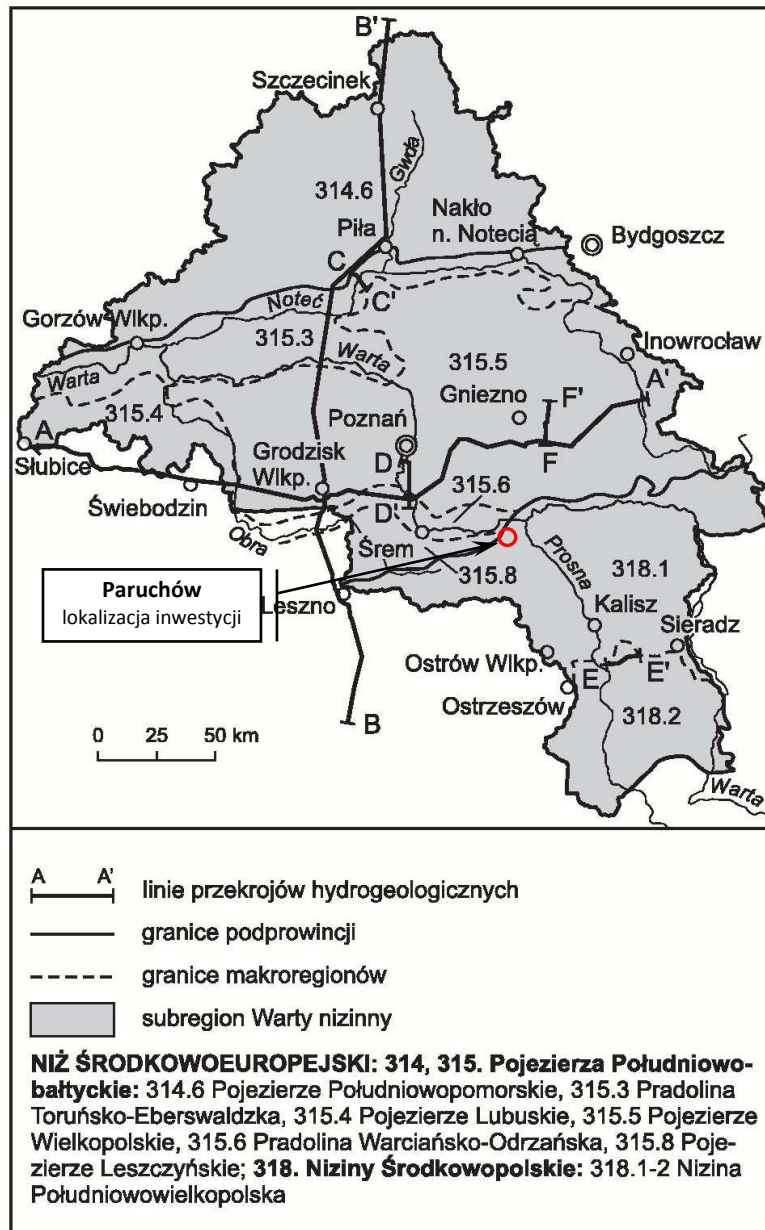 B'
Szczecinek
Gwda
314.6
Nakło
n. Notecią
Piła
Bydgoszcz
C
C'
Noteć
Gorzów Wlkp.
315.3
Inowrocław
Warta
Warta
315.5
A'
315.4
Gniezno
F'
Poznań
A
Grodzisk
Wlkp.
D
F
Słubice
315.6
Świebodzin
D'
Obra
Śrem
Prosna
318.1
315.8
Paruchów
lokalizacja inwestycji
Leszno
Kalisz
Sieradz
Ostrów Wlkp.
E
E'
Ostrzeszów
318.2
B
0 25 50 km
Warta
A A' linie przekrojów hydrogeologicznych
granice podprowincji
granice makroregionów
subregion Warty nizinny
NIŻ ŚRODKOWOEUROPEJSKI: 314, 315. Pojezierza Południowo-
bałtyckie: 314.6 Pojezierze Południowopomorskie, 315.3 Pradolina
Toruńsko-Eberswaldzka, 315.4 Pojezierze Lubuskie, 315.5 Pojezierze
Wielkopolskie, 315.6 Pradolina Warciańsko-Odrzańska, 315.8 Poje-
zierze Leszczyńskie; 318. Niziny Środkowopolskie: 318.1-2 Nizina
Południowowielkopolska